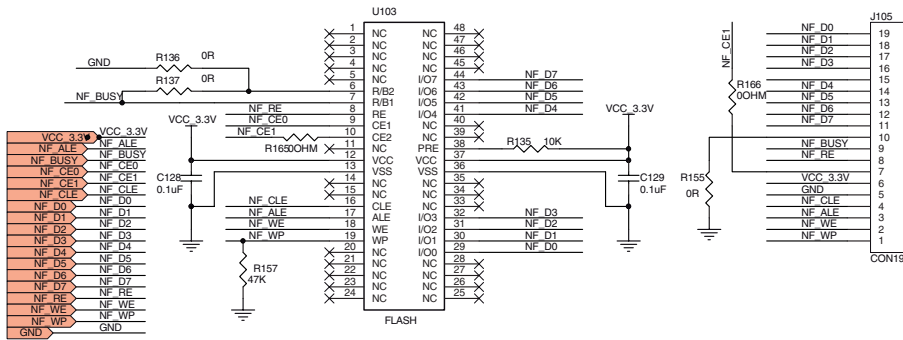 U103
J105
1 NC NC 48
2 NC NC 47
3 NC NC 46
4 NC NC 45
5 NC I/O7 44 NF_D7
6 R/B2 I/O6 43 NF_D6
7 R/B1 I/O5 42 NF_D5
NF_RE 8 RE I/O4 41 NF_D4
NF_CE0 9 CE1 NC 40
NF_CE1 R165 0OHM 10 CE2 NC 39
11 NC PRE 38 R135 10K
12 VCC VCC 37
13 VSS VSS 36
14 NC NC 35
15 NC NC 34
NF_CLE 16 CLE NC 33
NF_ALE 17 ALE I/O3 32 NF_D3
NF_WE 18 WE I/O2 31 NF_D2
NF_WP 19 WP I/O1 30 NF_D1
20 NC I/O0 29 NF_D0
21 NC NC 28
22 NC NC 27
23 NC NC 26
24 NC NC 25
FLASH
GND R136 0R
NF_BUSY R137 0R
VCC_3.3V
C128
0.1uF
R157
47K
VCC_3.3V
C129
0.1uF
VCC_3.3V VCC_3.3V
NF_ALE NF_ALE
NF_BUSY NF_BUSY
NF_CE0 NF_CE0
NF_CE1 NF_CE1
NF_CLE NF_CLE
NF_D0 NF_D0
NF_D1 NF_D1
NF_D2 NF_D2
NF_D3 NF_D3
NF_D4 NF_D4
NF_D5 NF_D5
NF_D6 NF_D6
NF_D7 NF_D7
NF_RE NF_RE
NF_WE NF_WE
NF_WP NF_WP
GND GND
NF_CE1
R166
0OHM
R155
0R
NF_D0 19
NF_D1 18
NF_D2 17
NF_D3 16
15
NF_D4 14
NF_D5 13
NF_D6 12
NF_D7 11
10
NF_BUSY 9
NF_RE 8
7
VCC_3.3V 6
GND 5
NF_CLE 4
NF_ALE 3
NF_WE 2
NF_WP 1
CON19